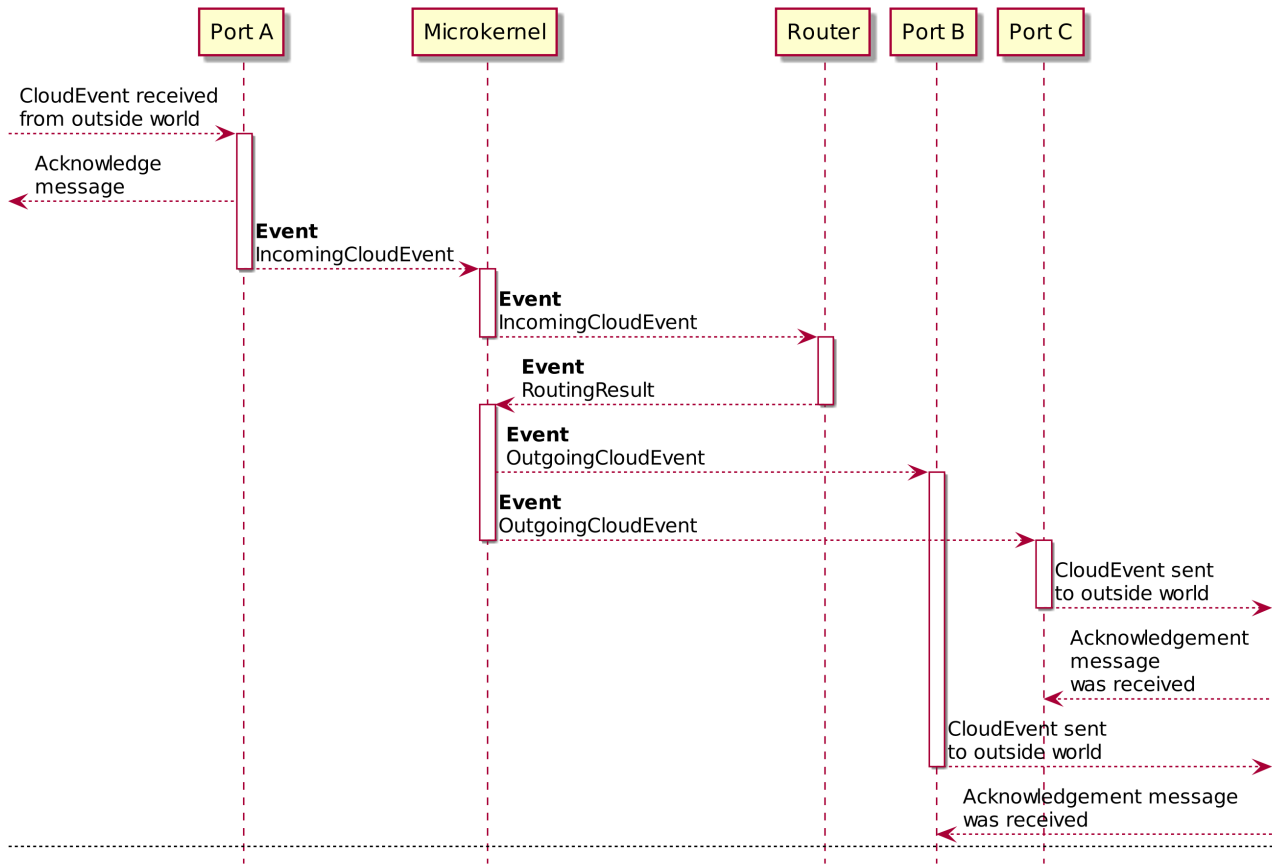 Port A
Microkernel
Router
Port B
Port C
CloudEvent received
from outside world
Acknowledge
message
Event
IncomingCloudEvent
Event
IncomingCloudEvent
Event
RoutingResult
Event
OutgoingCloudEvent
Event
OutgoingCloudEvent
CloudEvent sent
to outside world
Acknowledgement
message
was received
CloudEvent sent
to outside world
Acknowledgement message
was received